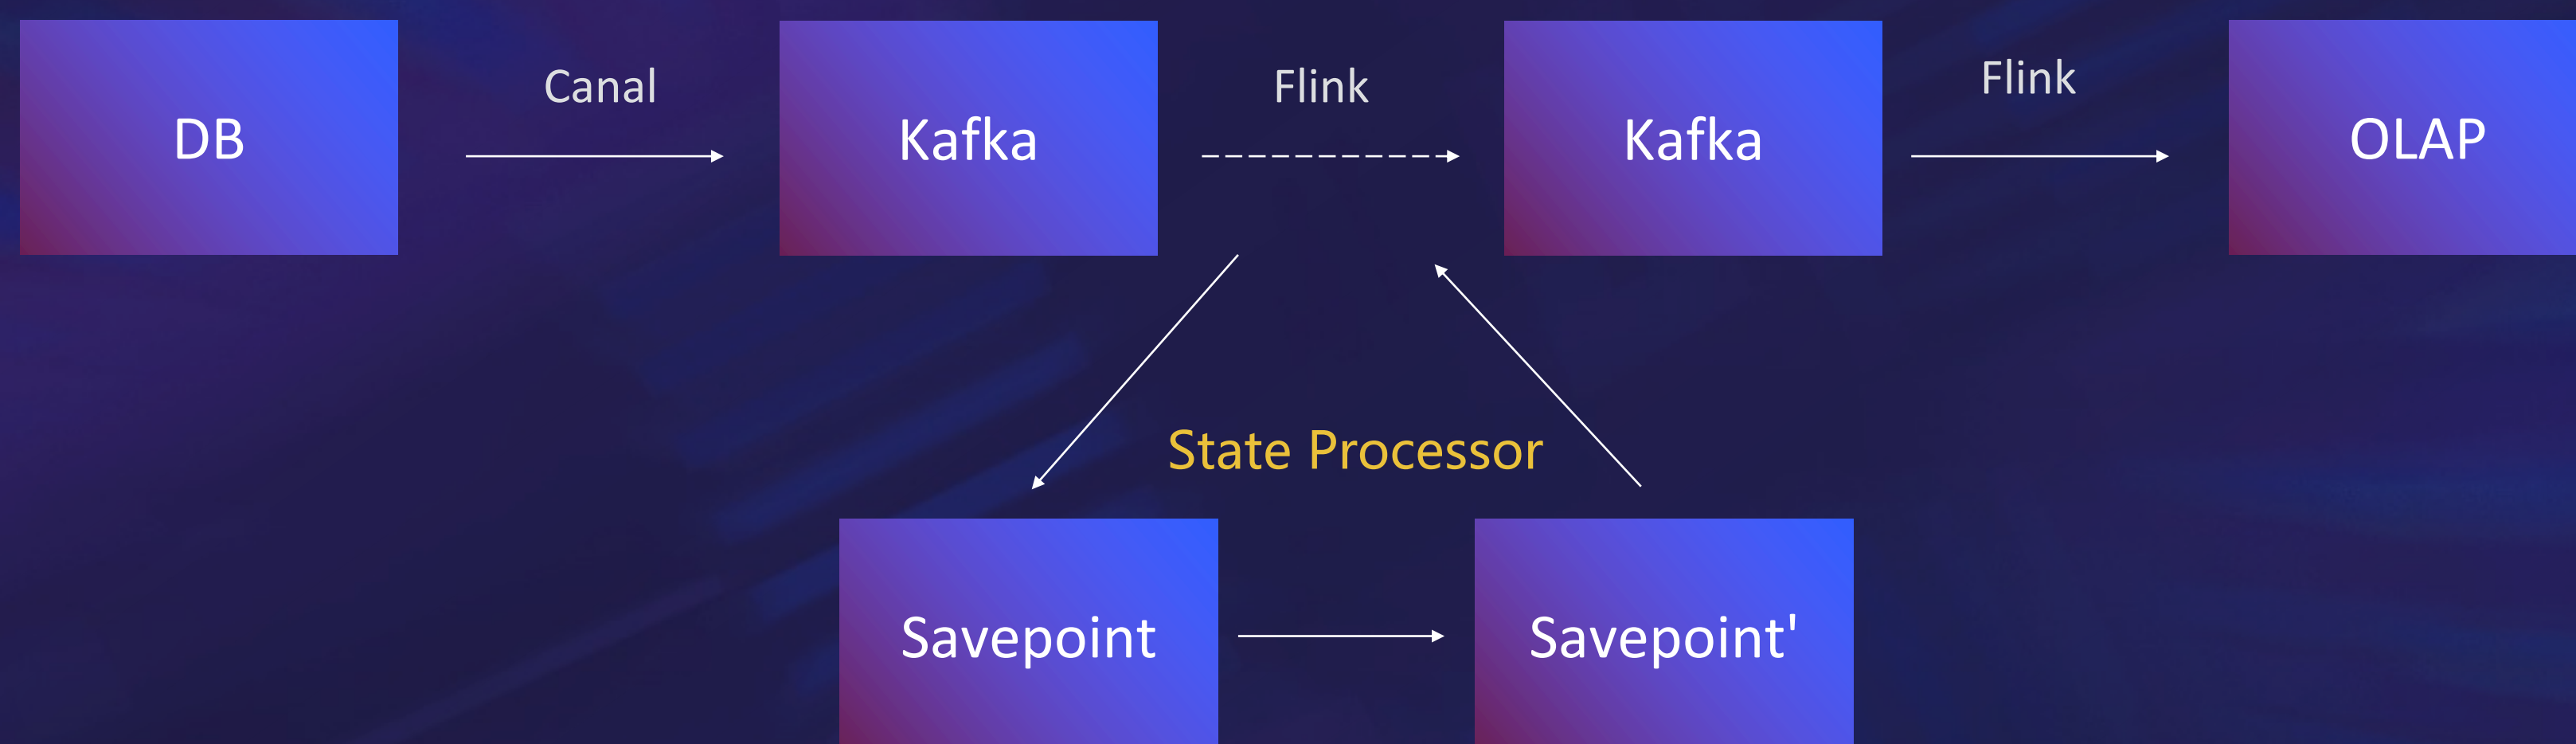 DB
Canal
Kafka
Flink
Kafka
Flink
OLAP
State Processor
Savepoint
Savepoint'